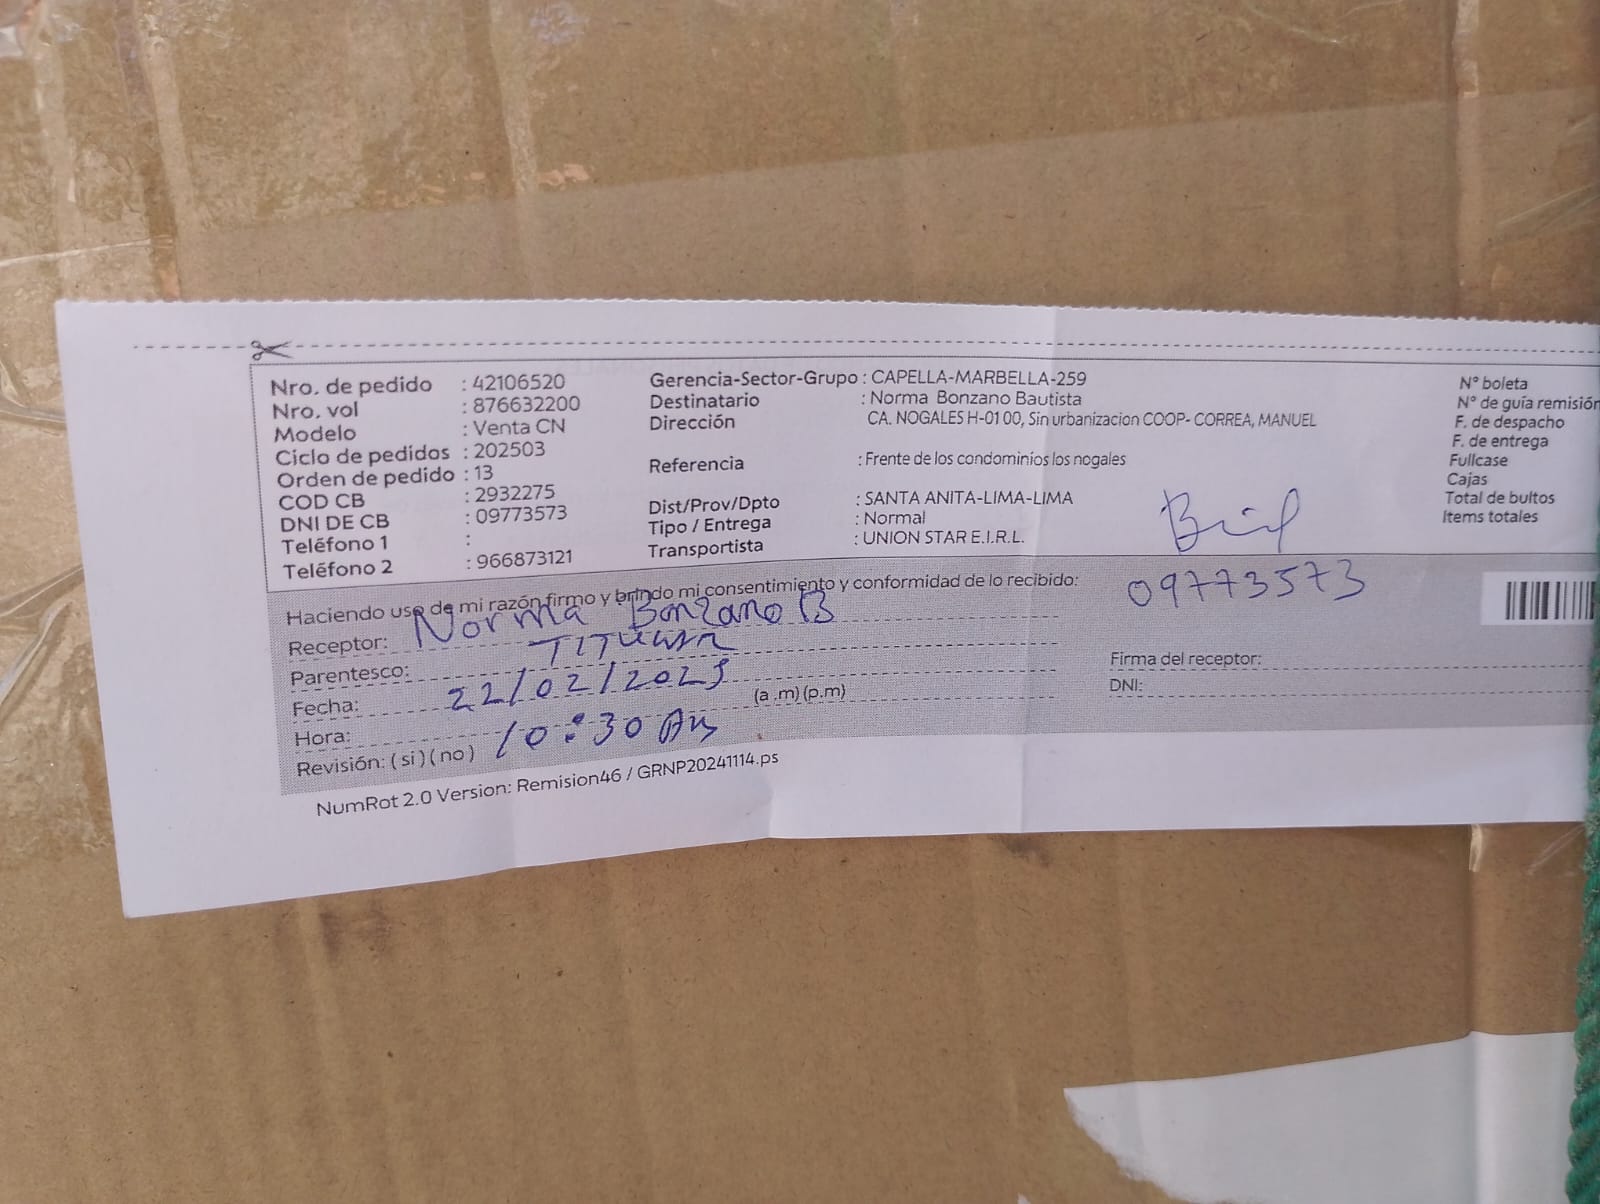 Nro. de pedido : 42106520
Nro. vol : 876632200
Modelo : Venta CN
Ciclo de pedidos : 202503
Orden de pedido : 13
COD CB : 2932275
DNI DE CB : 09773573
Teléfono 1 :
Teléfono 2 : 966873121
Gerencia-Sector-Grupo : CAPELLA-MARBELLA-259
Destinatario : Norma Bonzano Bautista
Dirección CA. NOGALES H-01 00, Sin urbanizacion COOP- CORREA, MANUEL
Referencia : Frente de los condominios los nogales
Dist/Prov/Dpto : SANTA ANITA-LIMA-LIMA
Tipo / Entrega : Normal
Transportista : UNION STAR E.I.R.L.
N° boleta
N° de guía remisión
F. de despacho
F. de entrega
Fullcase
Cajas
Total de bultos
Items totales
Haciendo uso de mi razón firmo y brindo mi consentimiento y conformidad de lo recibido:
09773573
Receptor: Norma Bonzano B
Parentesco: TITULAR
Fecha: 22/02/2025
Hora: 10:30 Am (a .m) (p.m)
Revisión: ( si ) ( no )
Firma del receptor:
DNI:
NumRot 2.0 Version: Remision46 / GRNP20241114.ps